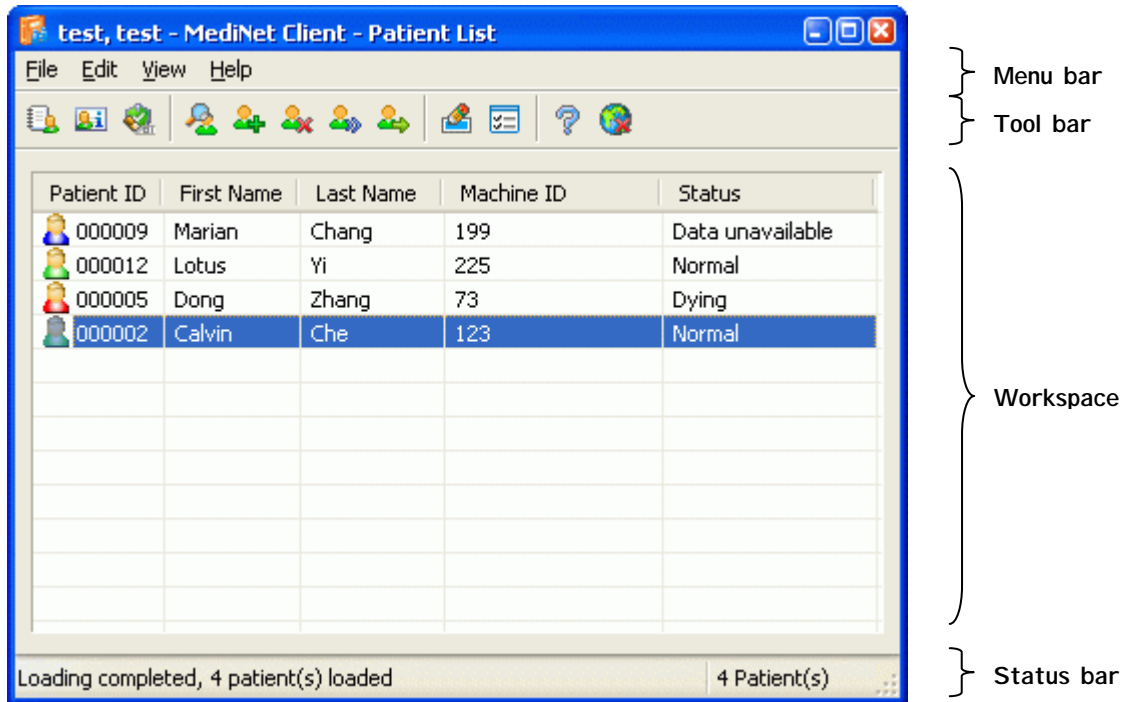 test, test - MediNet Client - Patient List
File Edit View Help
Menu bar
Tool bar
Patient ID First Name Last Name Machine ID Status
000009 Marian Chang 199 Data unavailable
000012 Lotus Yi 225 Normal
000005 Dong Zhang 73 Dying
000002 Calvin Che 123 Normal
Workspace
Loading completed, 4 patient(s) loaded 4 Patient(s)
Status bar